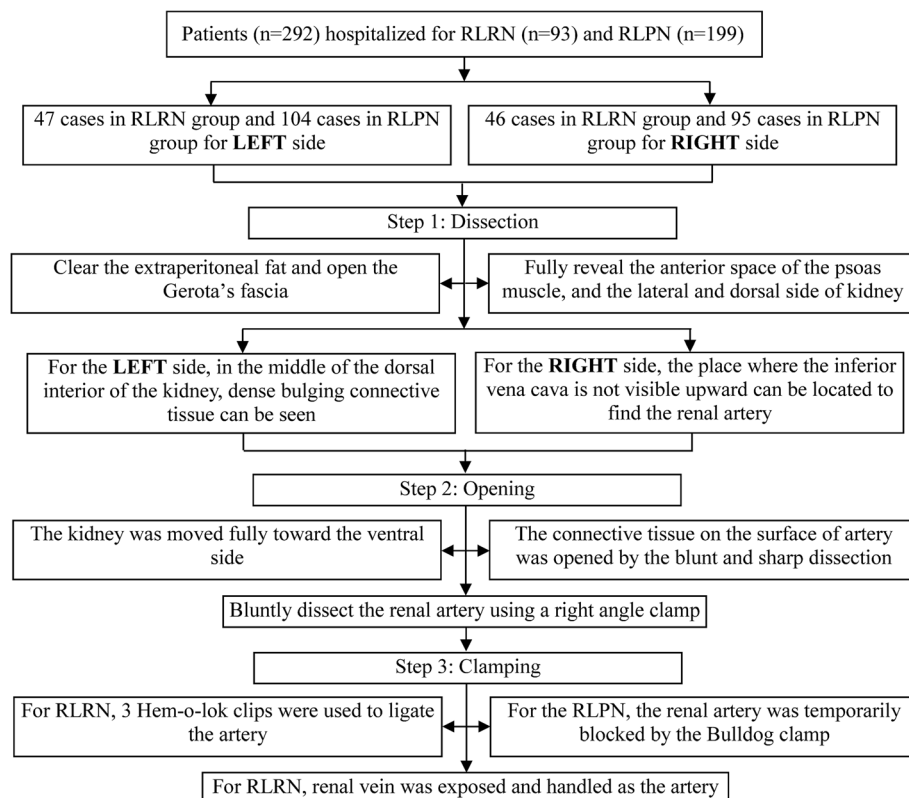 Patients (n=292) hospitalized for RLRN (n=93) and RLPN (n=199)
47 cases in RLRN group and 104 cases in RLPN
group for LEFT side
46 cases in RLRN group and 95 cases in RLPN
group for RIGHT side
Step 1: Dissection
Clear the extraperitoneal fat and open the
Gerota’s fascia
Fully reveal the anterior space of the psoas
muscle, and the lateral and dorsal side of kidney
For the LEFT side, in the middle of the dorsal
interior of the kidney, dense bulging connective
tissue can be seen
For the RIGHT side, the place where the inferior
vena cava is not visible upward can be located to
find the renal artery
Step 2: Opening
The kidney was moved fully toward the ventral
side
The connective tissue on the surface of artery
was opened by the blunt and sharp dissection
Bluntly dissect the renal artery using a right angle clamp
Step 3: Clamping
For RLRN, 3 Hem-o-lok clips were used to ligate
the artery
For the RLPN, the renal artery was temporarily
blocked by the Bulldog clamp
For RLRN, renal vein was exposed and handled as the artery